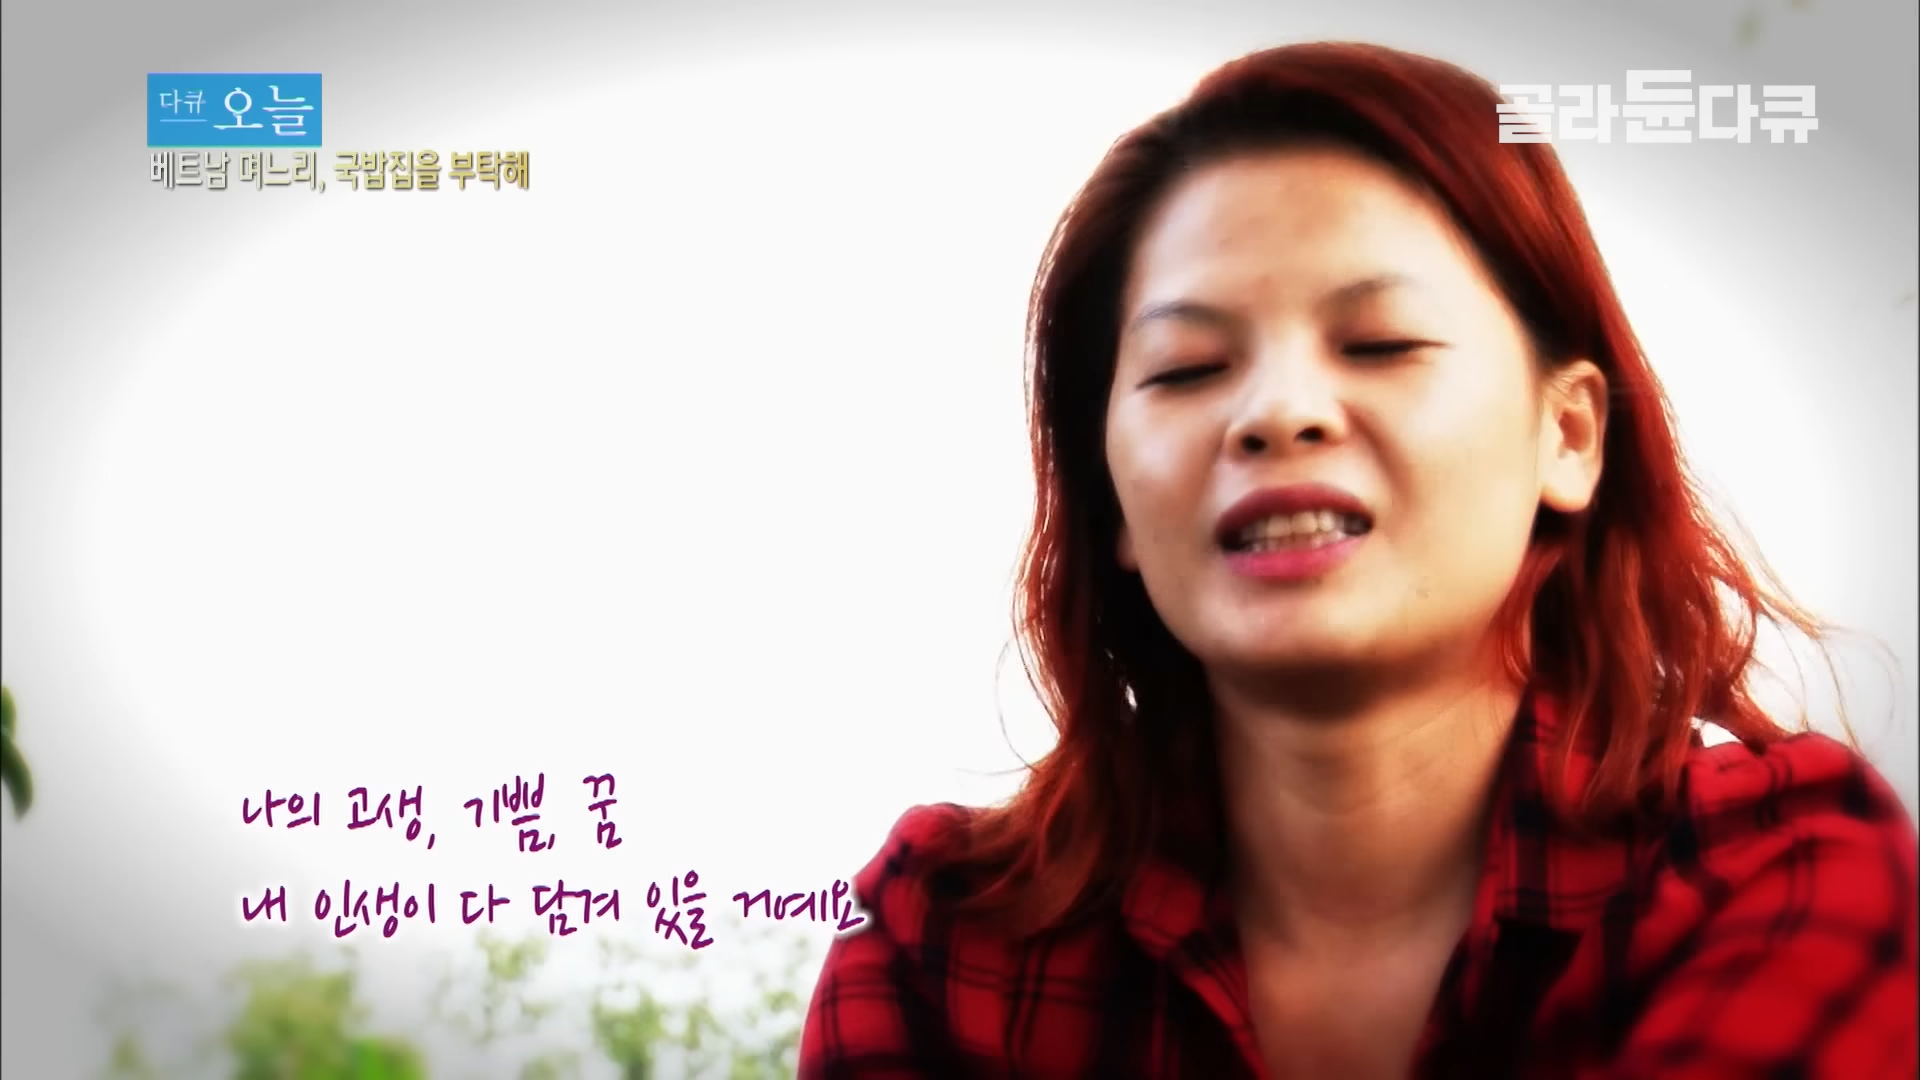 다큐 오늘
골라듄다큐
베트남 며느리, 국밥집을 부탁해
나의 고생, 기쁨, 꿈
내 인생이 다 담겨 있을 거예요